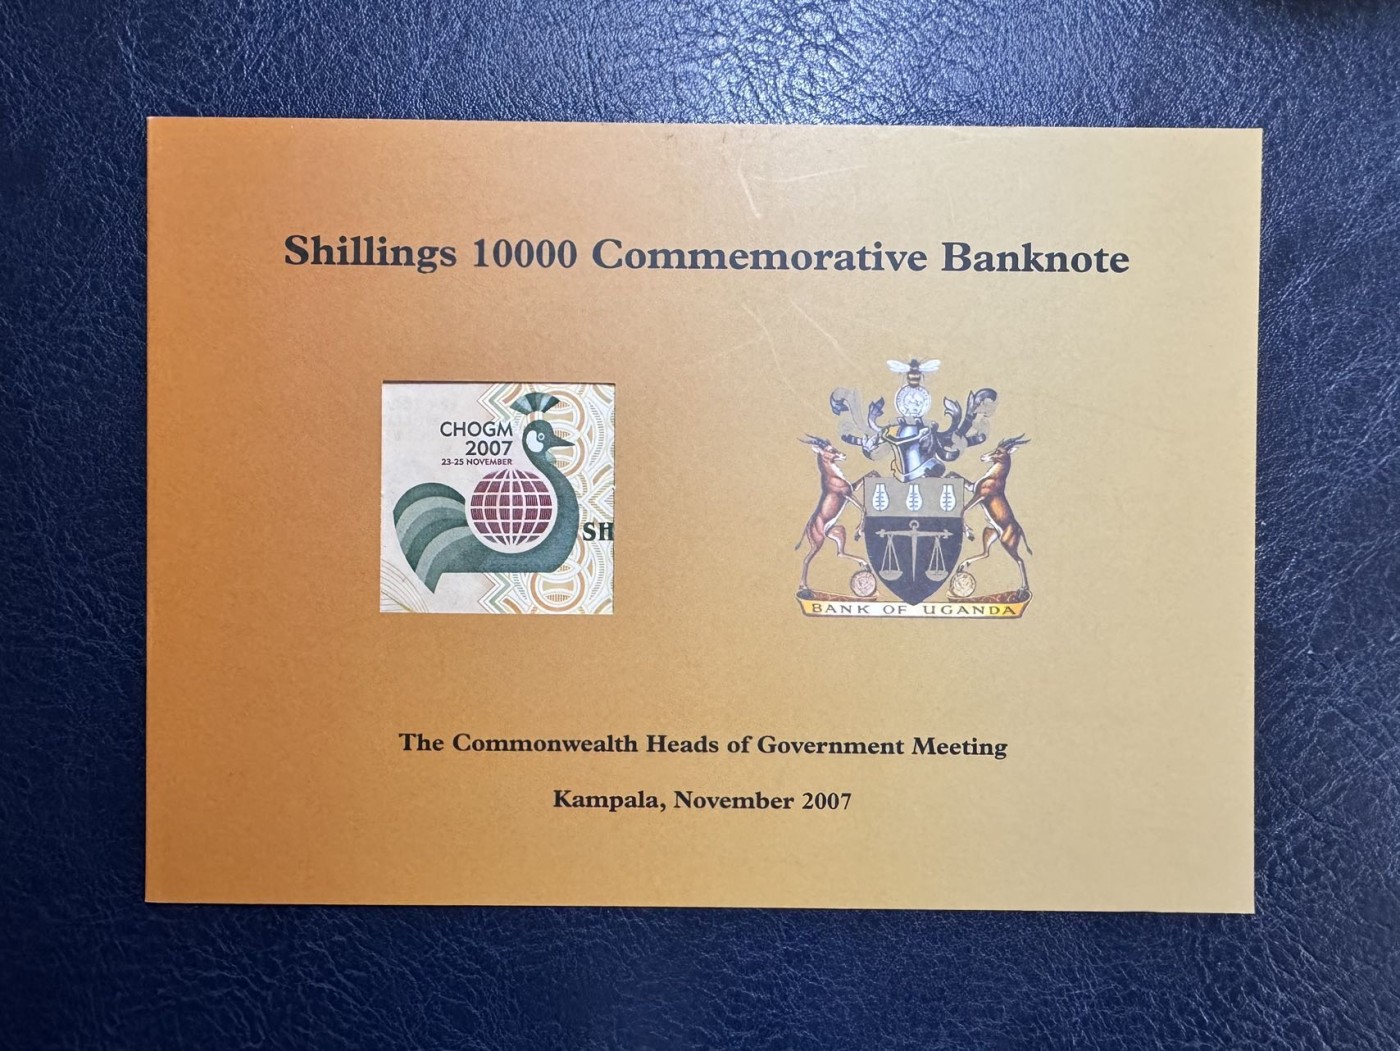 Shillings 10000 Commemorative Banknote
CHOGM
2007
23-25 NOVEMBER
SH
BANK OF UGANDA
The Commonwealth Heads of Government Meeting
Kampala, November 2007